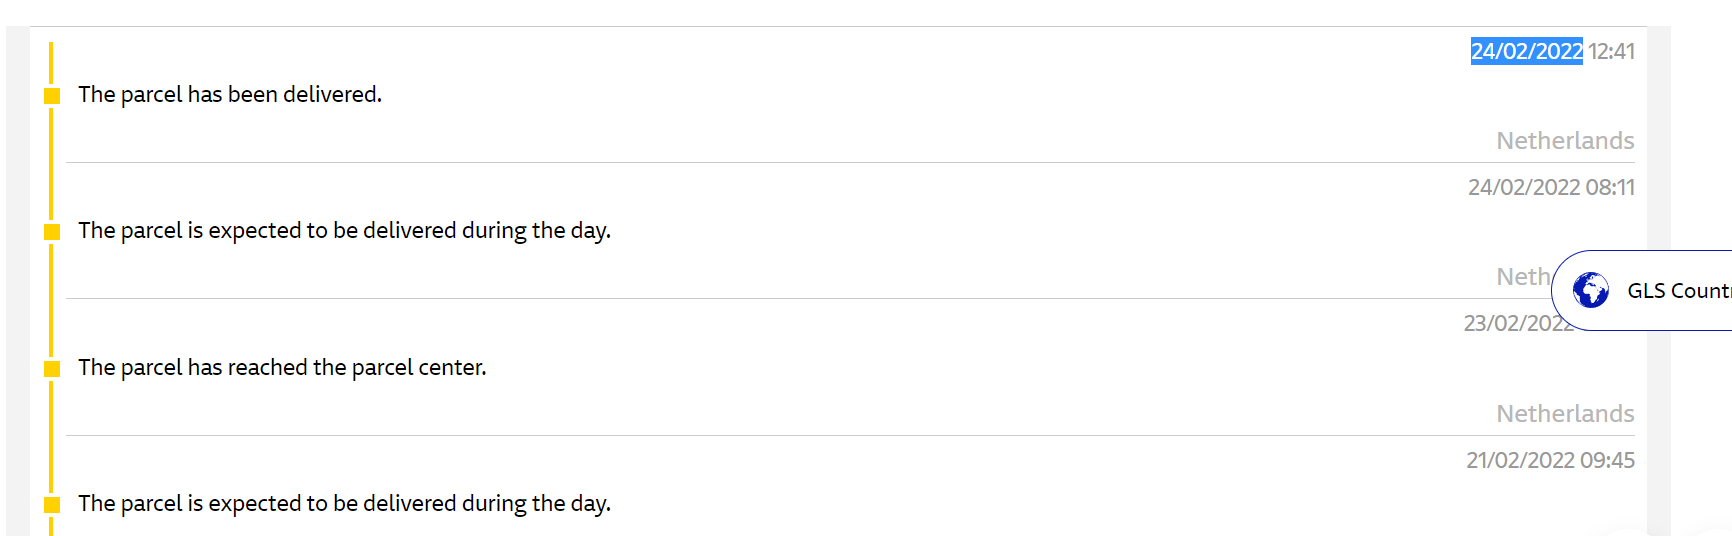 24/02/2022 12:41
The parcel has been delivered.
Netherlands
24/02/2022 08:11
The parcel is expected to be delivered during the day.
Neth
GLS Count
23/02/2022
The parcel has reached the parcel center.
Netherlands
21/02/2022 09:45
The parcel is expected to be delivered during the day.